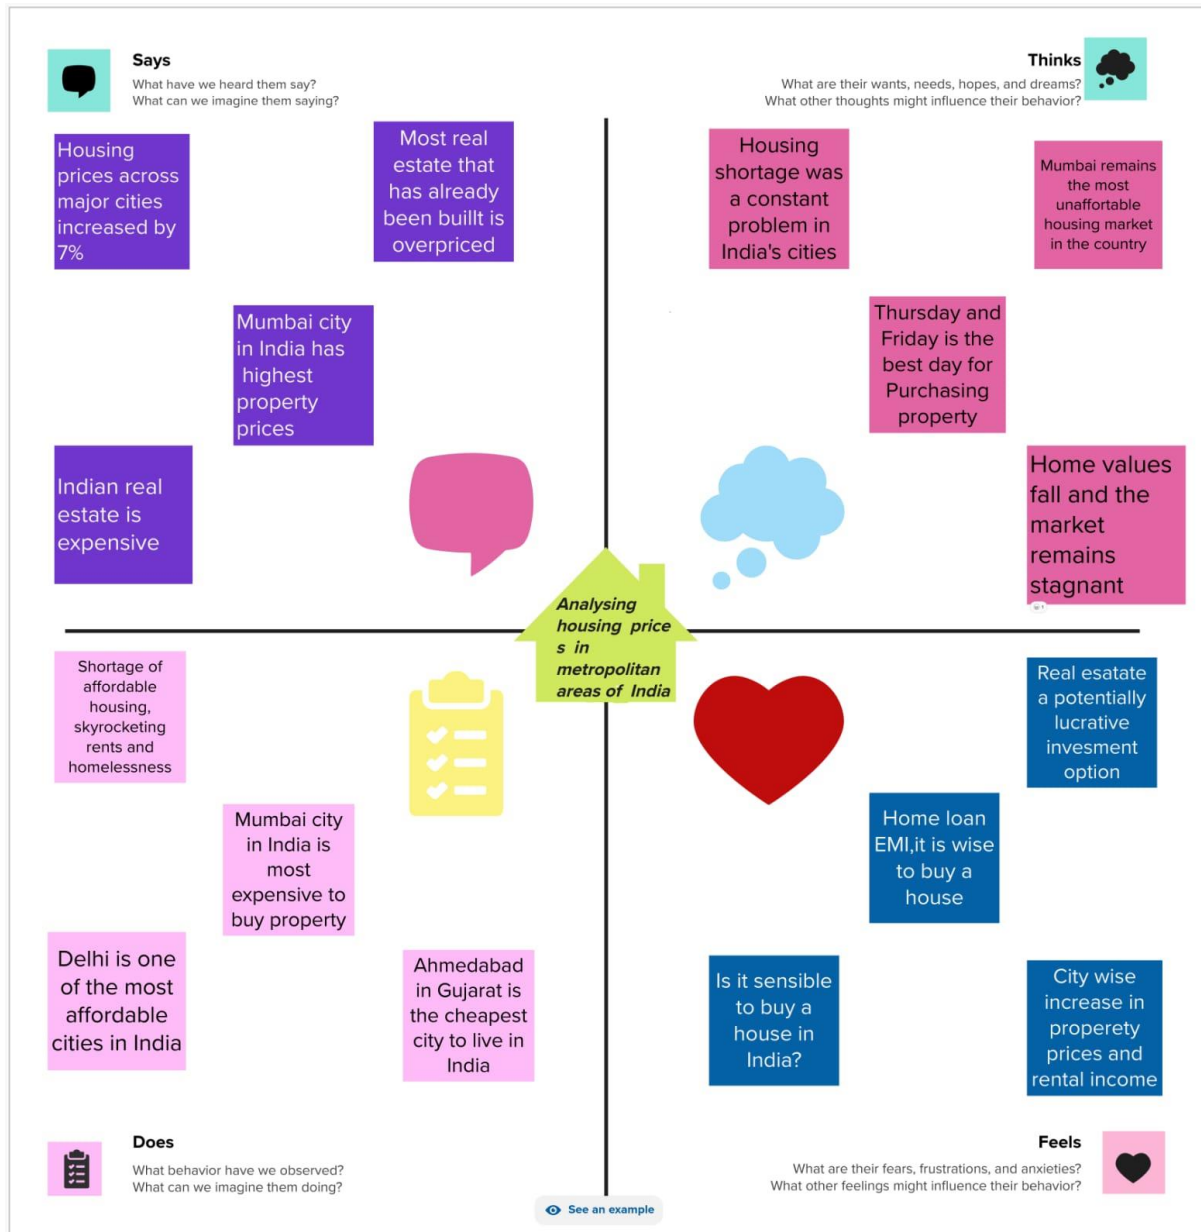 Says
What have we heard them say?
What can we imagine them saying?
Housing
prices across
major cities
increased by
7%
Most real
estate that
has already
been buillt is
overpriced
Mumbai city
in India has
highest
property
prices
Indian real
estate is
expensive
Thinks
What are their wants, needs, hopes, and dreams?
What other thoughts might influence their behavior?
Housing
shortage was
a constant
problem in
India's cities
Mumbai remains
the most
unaffortable
housing market
in the country
Thursday and
Friday is the
best day for
Purchasing
property
Home values
fall and the
market
remains
stagnant
Analysing
housing price
s in
metropolitan
areas of India
Shortage of
affordable
housing,
skyrocketing
rents and
homelessness
Mumbai city
in India is
most
expensive to
buy property
Delhi is one
of the most
affordable
cities in India
Ahmedabad
in Gujarat is
the cheapest
city to live in
India
Does
What behavior have we observed?
What can we imagine them doing?
Real esatate
a potentially
lucrative
invesment
option
Home loan
EMI,it is wise
to buy a
house
Is it sensible
to buy a
house in
India?
City wise
increase in
properety
prices and
rental income
Feels
What are their fears, frustrations, and anxieties?
What other feelings might influence their behavior?
See an example